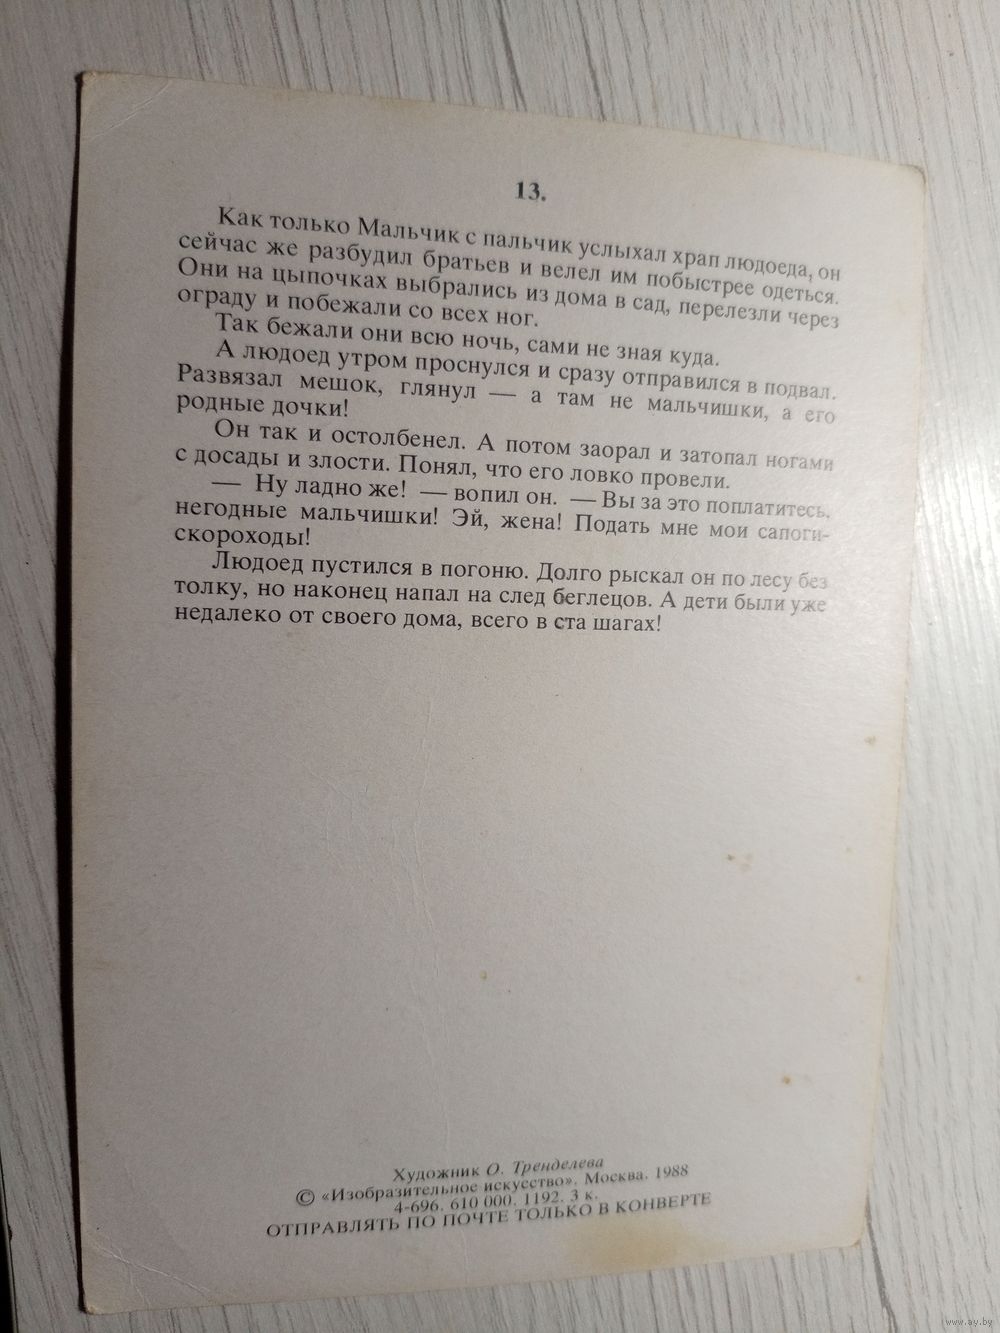 13.
Как только Мальчик с пальчик услыхал храп людоеда, он
сейчас же разбудил братьев и велел им побыстрее одеться.
Они на цыпочках выбрались из дома в сад, перелезли через
ограду и побежали со всех ног.
Так бежали они всю ночь, сами не зная куда.
А людоед утром проснулся и сразу отправился в подвал.
Развязал мешок, глянул — а там не мальчишки, а его
родные дочки!
Он так и остолбенел. А потом заорал и затопал ногами
с досады и злости. Понял, что его ловко провели.
— Ну ладно же! — вопил он. — Вы за это поплатитесь,
негодные мальчишки! Эй, жена! Подать мне мои сапоги-
скороходы!
Людоед пустился в погоню. Долго рыскал он по лесу без
толку, но наконец напал на след беглецов. А дети были уже
недалеко от своего дома, всего в ста шагах!
Художник О. Тренделева
© «Изобразительное искусство». Москва. 1988
4-696. 610 000. 1192. 3 к.
ОТПРАВЛЯТЬ ПО ПОЧТЕ ТОЛЬКО В КОНВЕРТЕ
www.ay.by